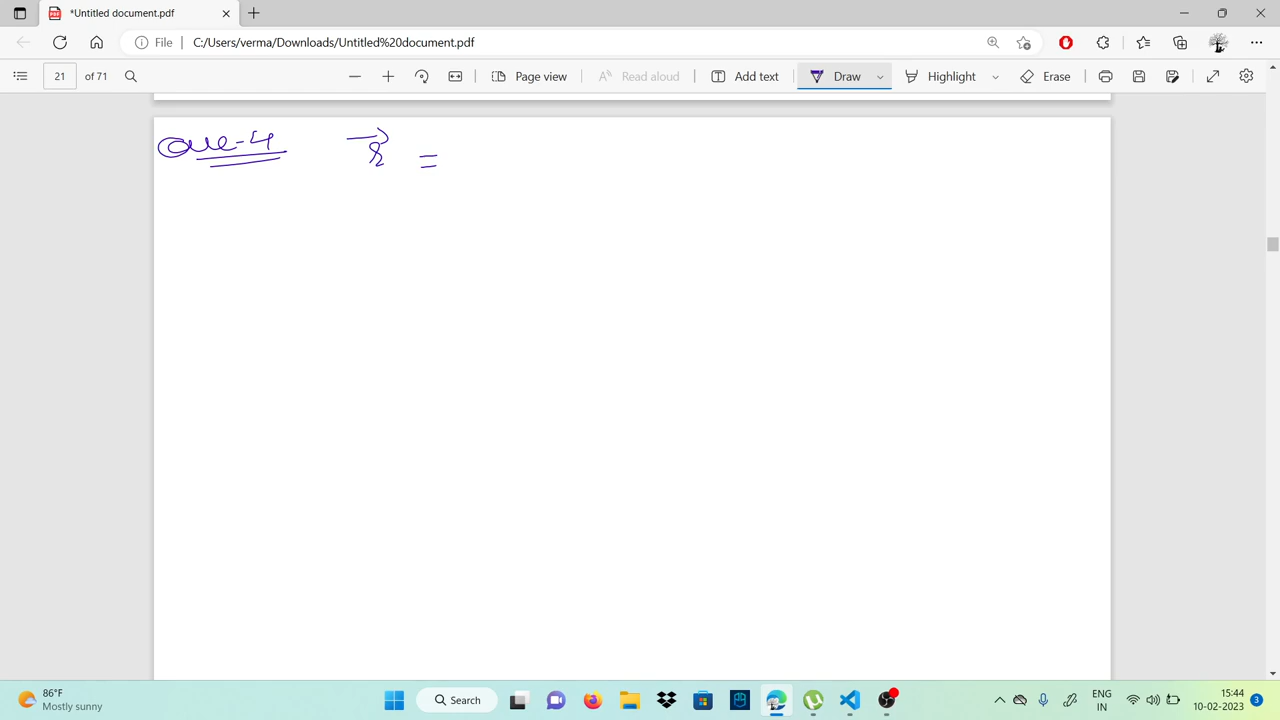 *Untitled document.pdf
File C:/Users/verma/Downloads/Untitled%20document.pdf
21 of 71 Page view Read aloud Add text Draw Highlight Erase
Que-4 r⃗ =
86°F
Mostly sunny
Search
ENG
IN
15:44
10-02-2023
3